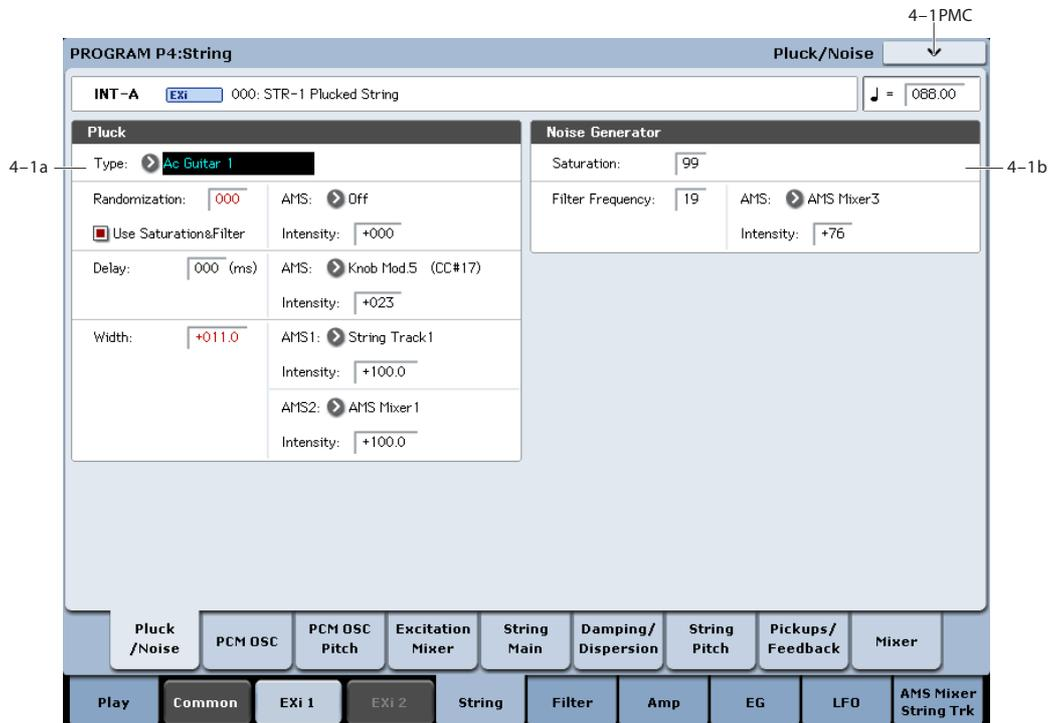 4–1PMC
PROGRAM P4:String
Pluck/Noise
INT-A EXi 000: STR-1 Plucked String
♩ = 088.00
Pluck
Noise Generator
4–1a
Type: Ac Guitar 1
Saturation: 99
4–1b
Randomization: 000 AMS: Off
Filter Frequency: 19 AMS: AMS Mixer3
Use Saturation&Filter Intensity: +000
Intensity: +76
Delay: 000 (ms) AMS: Knob Mod.5 (CC#17)
Intensity: +023
Width: +011.0 AMS1: String Track1
Intensity: +100.0
AMS2: AMS Mixer1
Intensity: +100.0
Pluck
/Noise
PCM OSC
PCM OSC
Pitch
Excitation
Mixer
String
Main
Damping/
Dispersion
String
Pitch
Pickups/
Feedback
Mixer
Play
Common
EXi 1
EXi 2
String
Filter
Amp
EG
LFO
AMS Mixer
String Trk